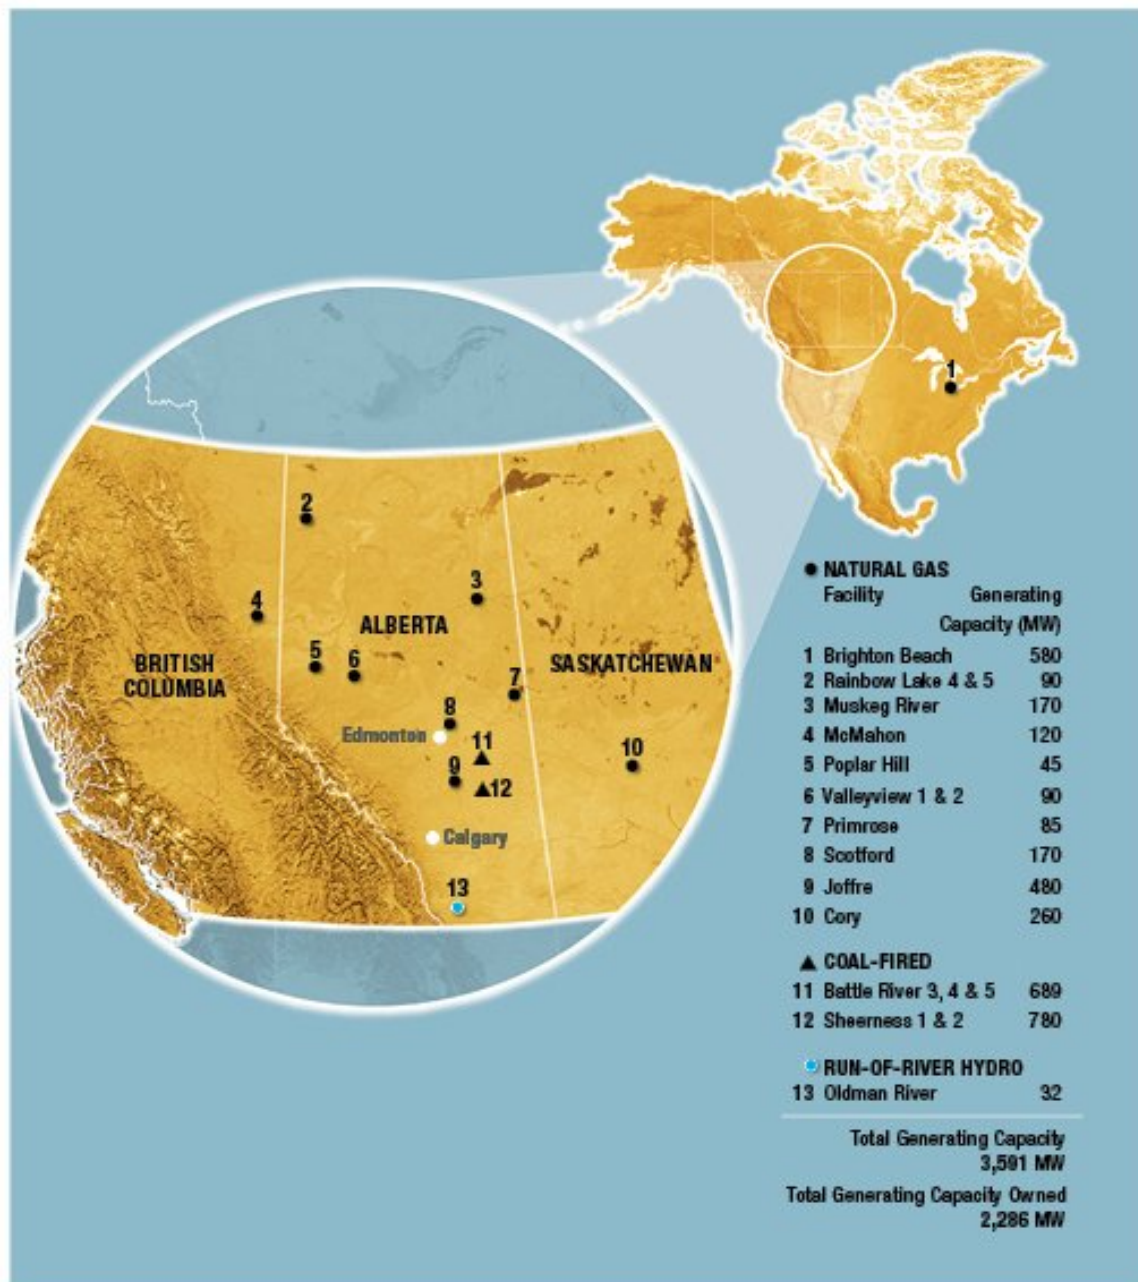 1
2
3
4
ALBERTA
5
6
BRITISH
COLUMBIA
SASKATCHEWAN
7
8
Edmonton
11
10
9
12
Calgary
13
NATURAL GAS
Facility Generating
Capacity (MW)
1 Brighton Beach 580
2 Rainbow Lake 4 & 5 90
3 Muskeg River 170
4 McMahon 120
5 Poplar Hill 45
6 Valleyview 1 & 2 90
7 Primrose 85
8 Scotford 170
9 Joffre 480
10 Cory 260
COAL-FIRED
11 Battle River 3, 4 & 5 689
12 Sheerness 1 & 2 780
RUN-OF-RIVER HYDRO
13 Oldman River 32
Total Generating Capacity
3,591 MW
Total Generating Capacity Owned
2,286 MW